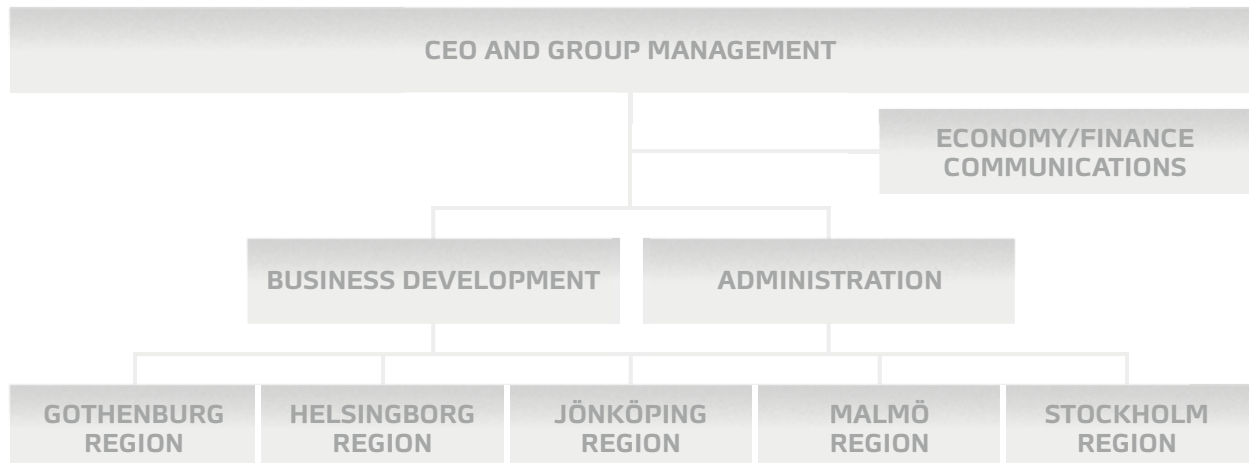 CEO AND GROUP MANAGEMENT
ECONOMY/FINANCE
COMMUNICATIONS
BUSINESS DEVELOPMENT
ADMINISTRATION
GOTHENBURG
REGION
HELSINGBORG
REGION
JÖNKÖPING
REGION
MALMÖ
REGION
STOCKHOLM
REGION